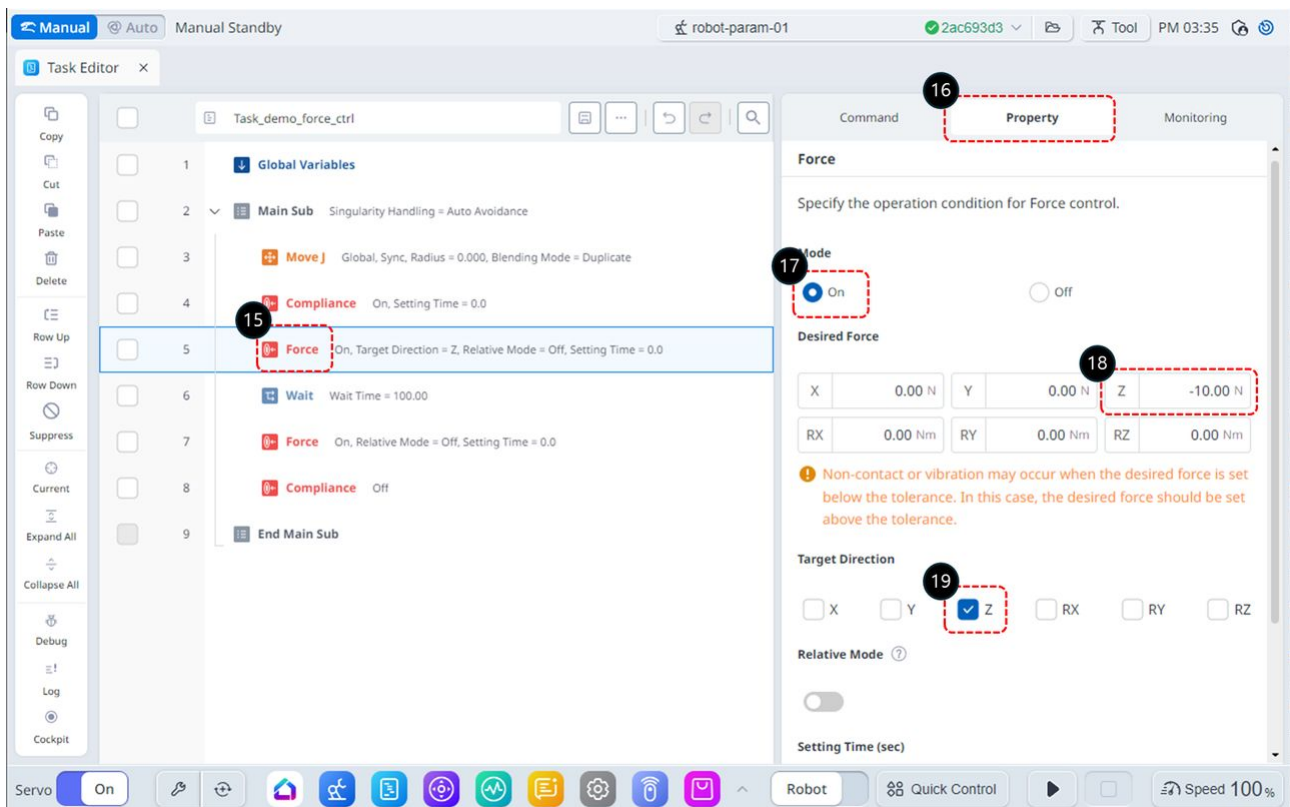 Manual Auto Manual Standby robot-param-01 2ac693d3 Tool PM 03:35
Task Editor ×
Copy
Cut
Paste
Delete
Row Up
Row Down
Suppress
Current
Expand All
Collapse All
Debug
Log
Cockpit
Task_demo_force_ctrl ...
1 Global Variables
2 Main Sub Singularity Handling = Auto Avoidance
3 Move J Global, Sync, Radius = 0.000, Blending Mode = Duplicate
4 Compliance On, Setting Time = 0.0
15
5 Force On, Target Direction = Z, Relative Mode = Off, Setting Time = 0.0
6 Wait Wait Time = 100.00
7 Force On, Relative Mode = Off, Setting Time = 0.0
8 Compliance Off
9 End Main Sub
16
Command Property Monitoring
Force
Specify the operation condition for Force control.
Mode
17
On Off
Desired Force
18
X 0.00 N Y 0.00 N Z -10.00 N
RX 0.00 Nm RY 0.00 Nm RZ 0.00 Nm
Non-contact or vibration may occur when the desired force is set
below the tolerance. In this case, the desired force should be set
above the tolerance.
Target Direction
19
X Y Z RX RY RZ
Relative Mode ?
Setting Time (sec)
Servo On Robot Quick Control Speed 100 %